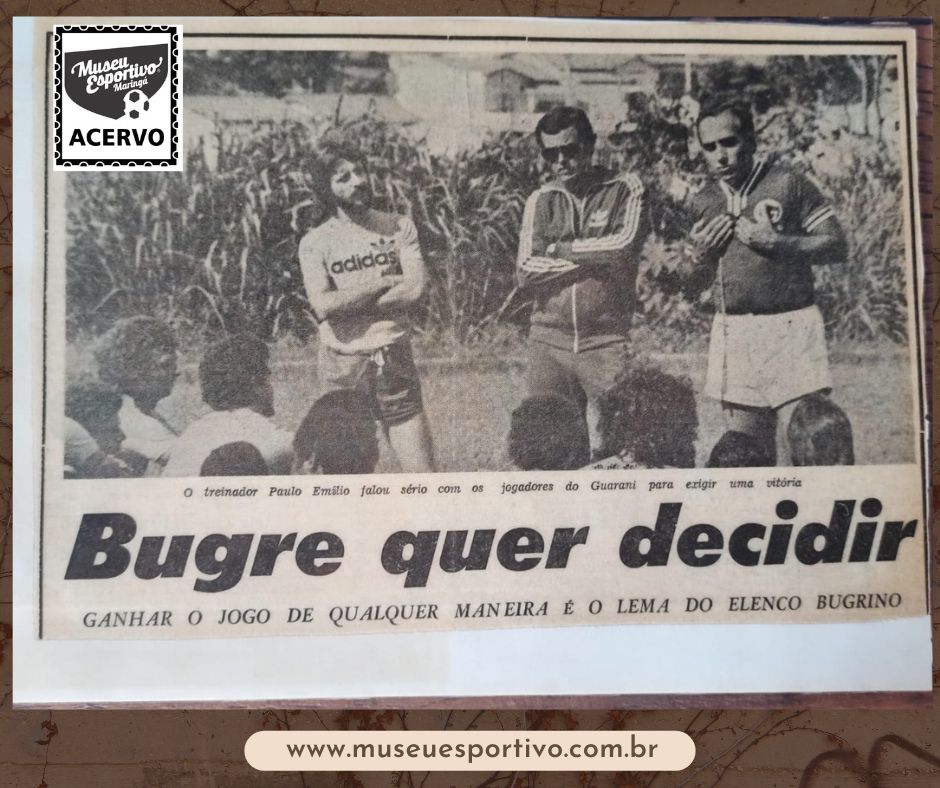 Museu
Esportivo
Maringá
ACERVO
adidas
O treinador Paulo Emílio falou sério com os jogadores do Guarani para exigir uma vitória
Bugre quer decidir
GANHAR O JOGO DE QUALQUER MANEIRA É O LEMA DO ELENCO BUGRINO
www.museuesportivo.com.br